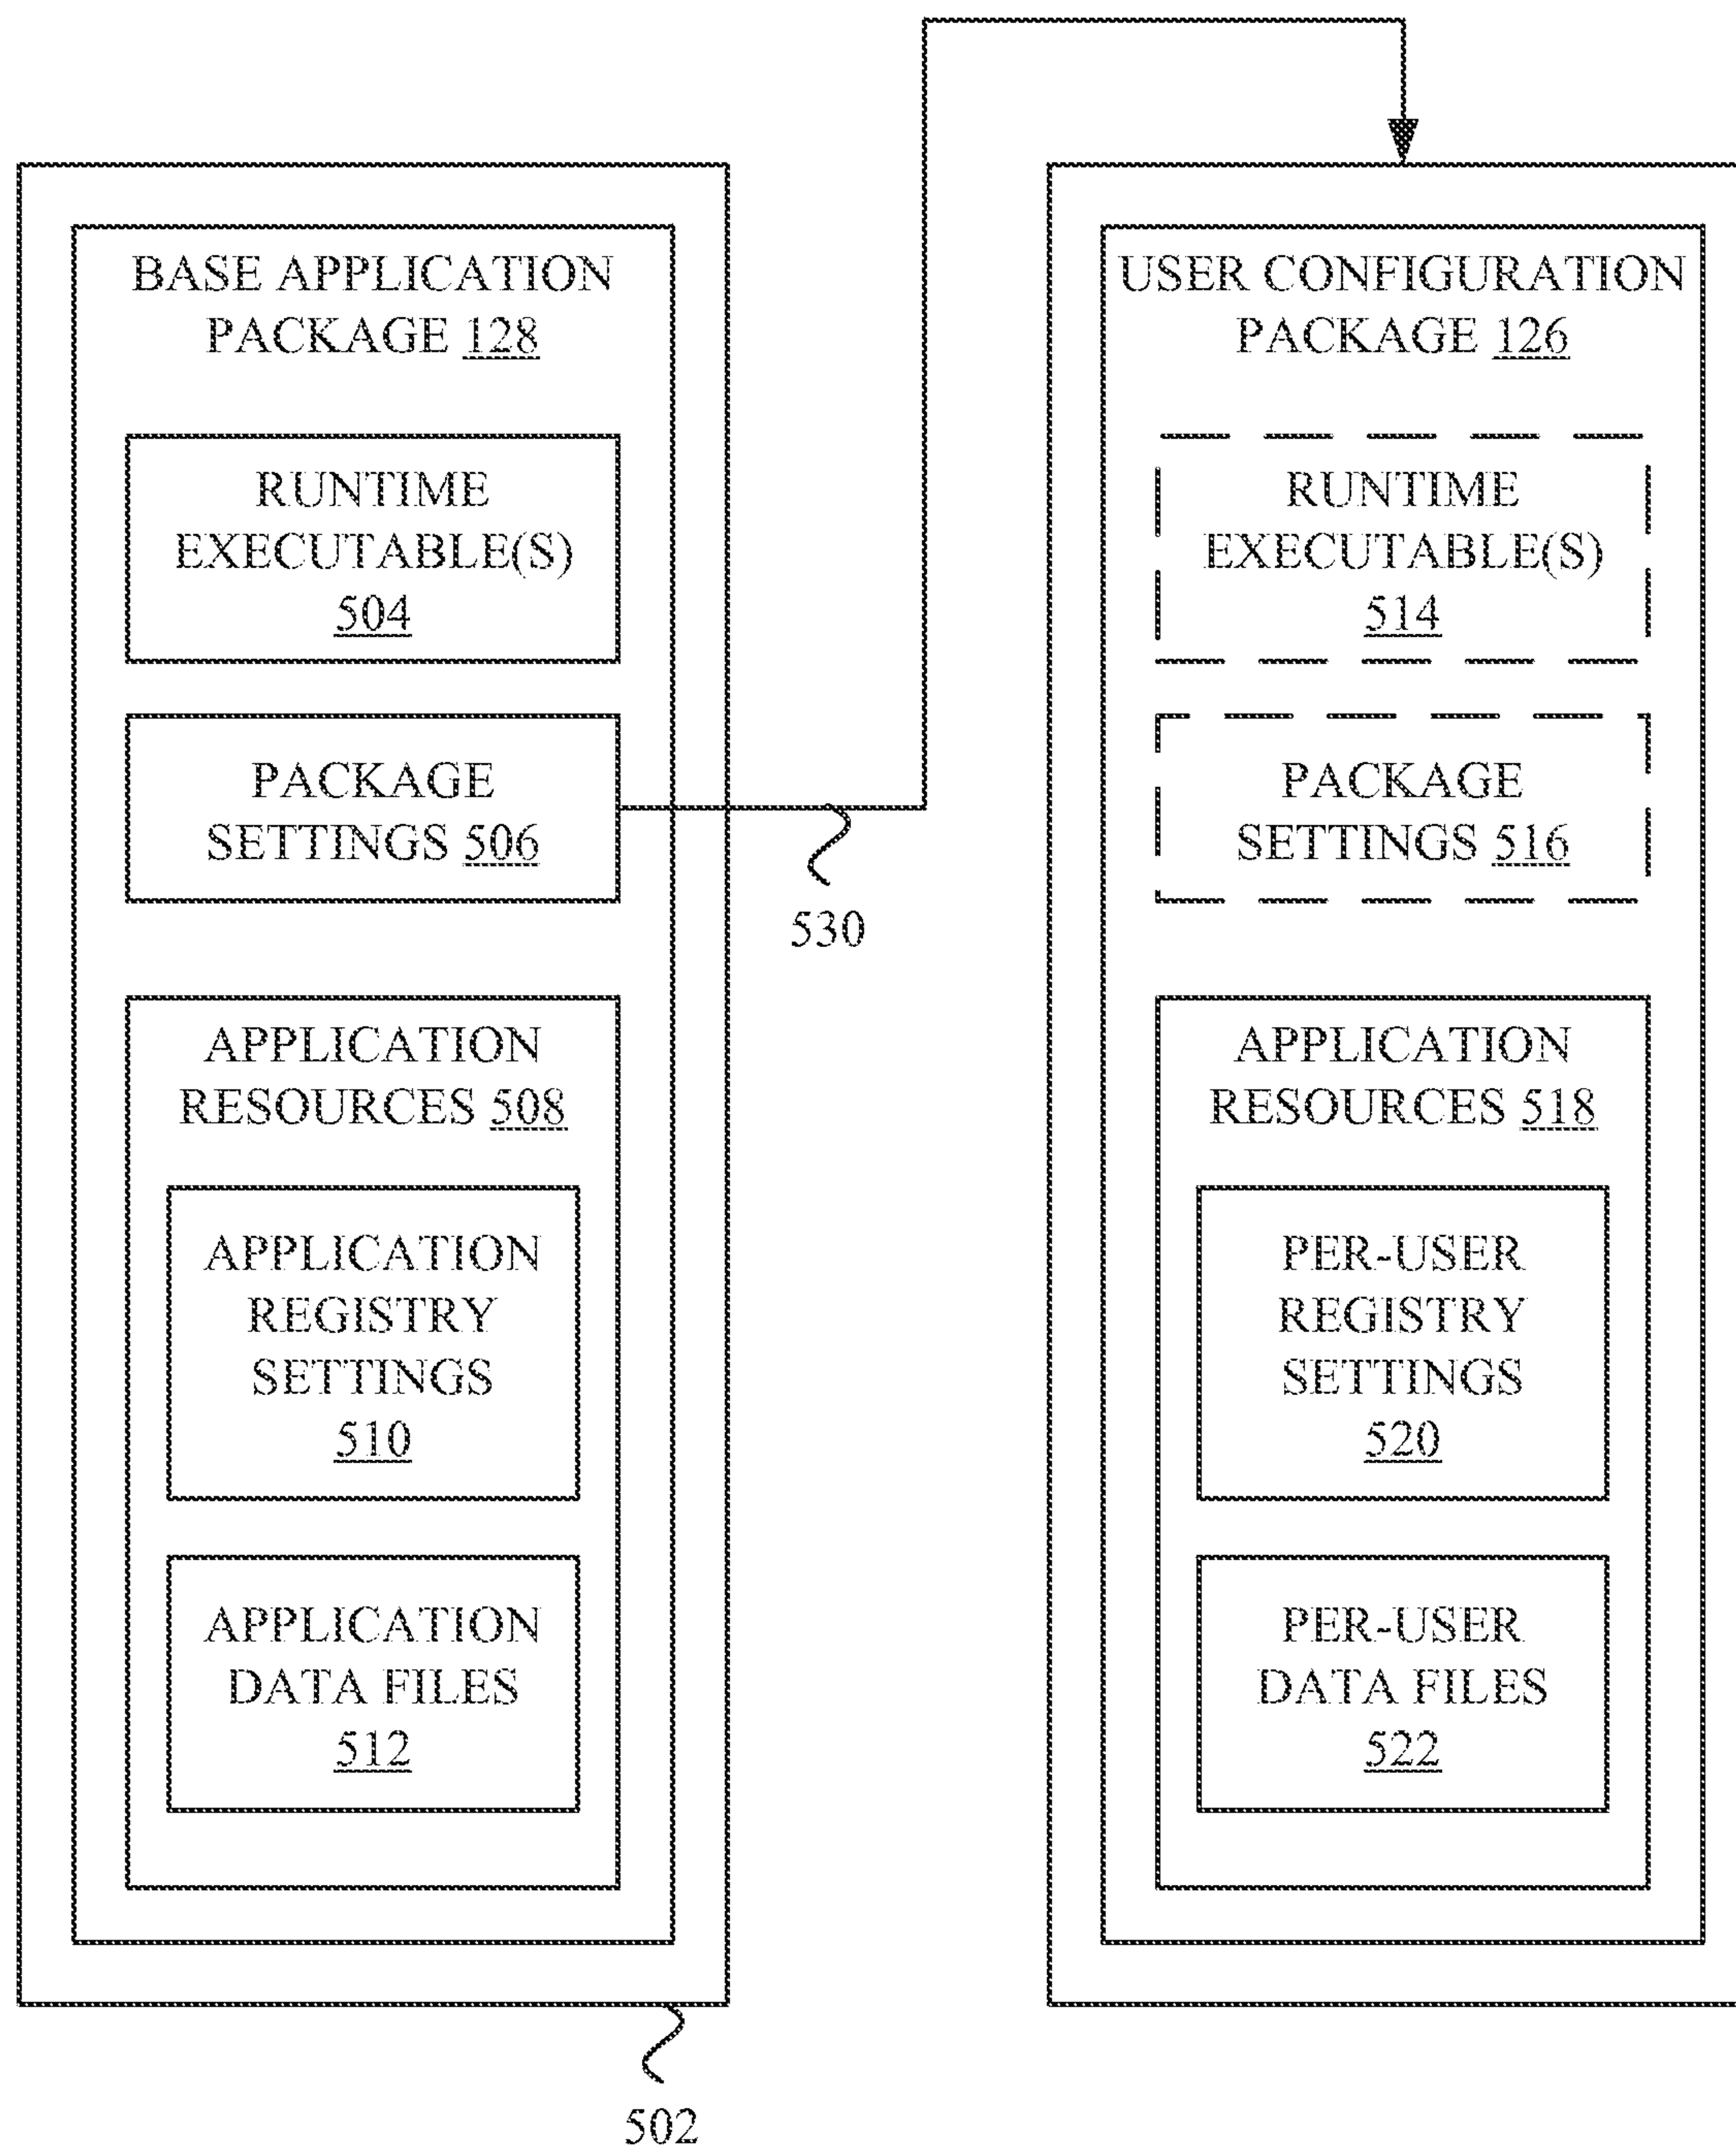 BASE APPLICATION
PACKAGE 128
RUNTIME
EXECUTABLE(S)
504
PACKAGE
SETTINGS 506
APPLICATION
RESOURCES 508
APPLICATION
REGISTRY
SETTINGS
510
APPLICATION
DATA FILES
512
502
530
USER CONFIGURATION
PACKAGE 126
RUNTIME
EXECUTABLE(S)
514
PACKAGE
SETTINGS 516
APPLICATION
RESOURCES 518
PER-USER
REGISTRY
SETTINGS
520
PER-USER
DATA FILES
522